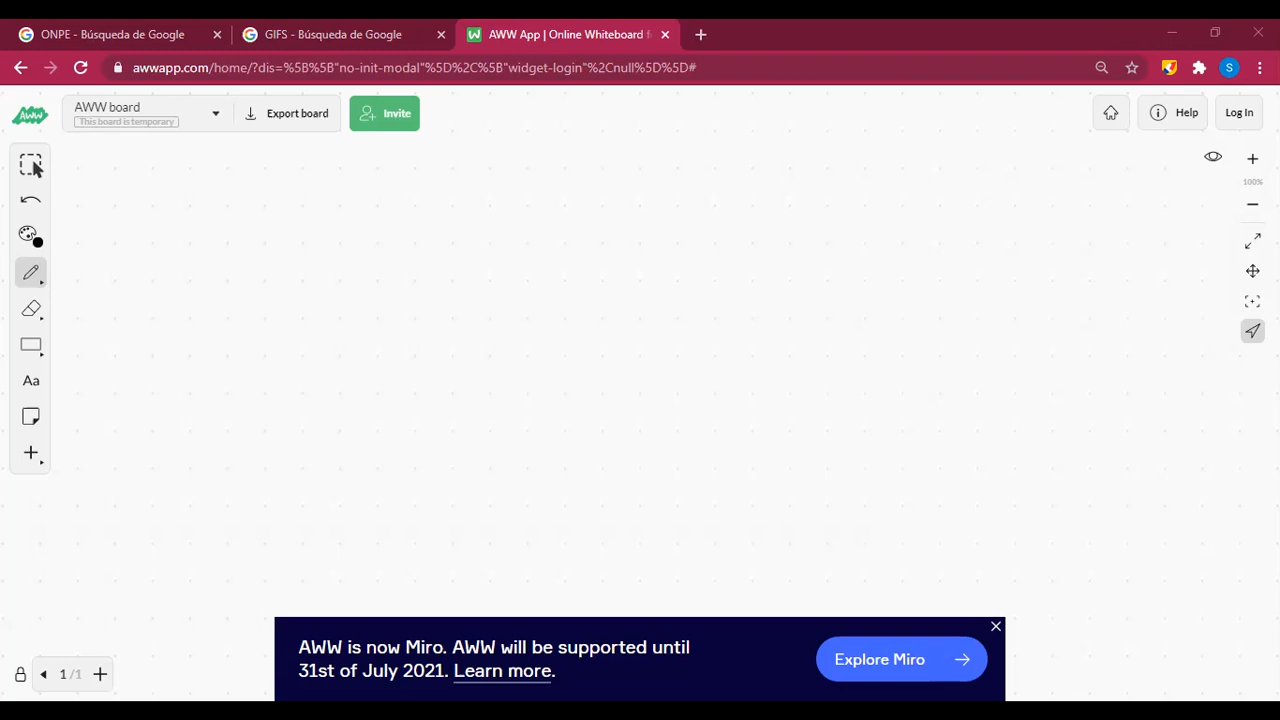 ONPE - Búsqueda de Google
GIFS - Búsqueda de Google
AWW App | Online Whiteboard f
awwapp.com/home/?dis=%5B%5B"no-init-modal"%5D%2C%5B"widget-login"%2Cnull%5D%5D#
S
AWW
AWW board
This board is temporary
Export board
Invite
Help
Log In
100%
Aa
AWW is now Miro. AWW will be supported until
31st of July 2021. Learn more.
Explore Miro
1 /1